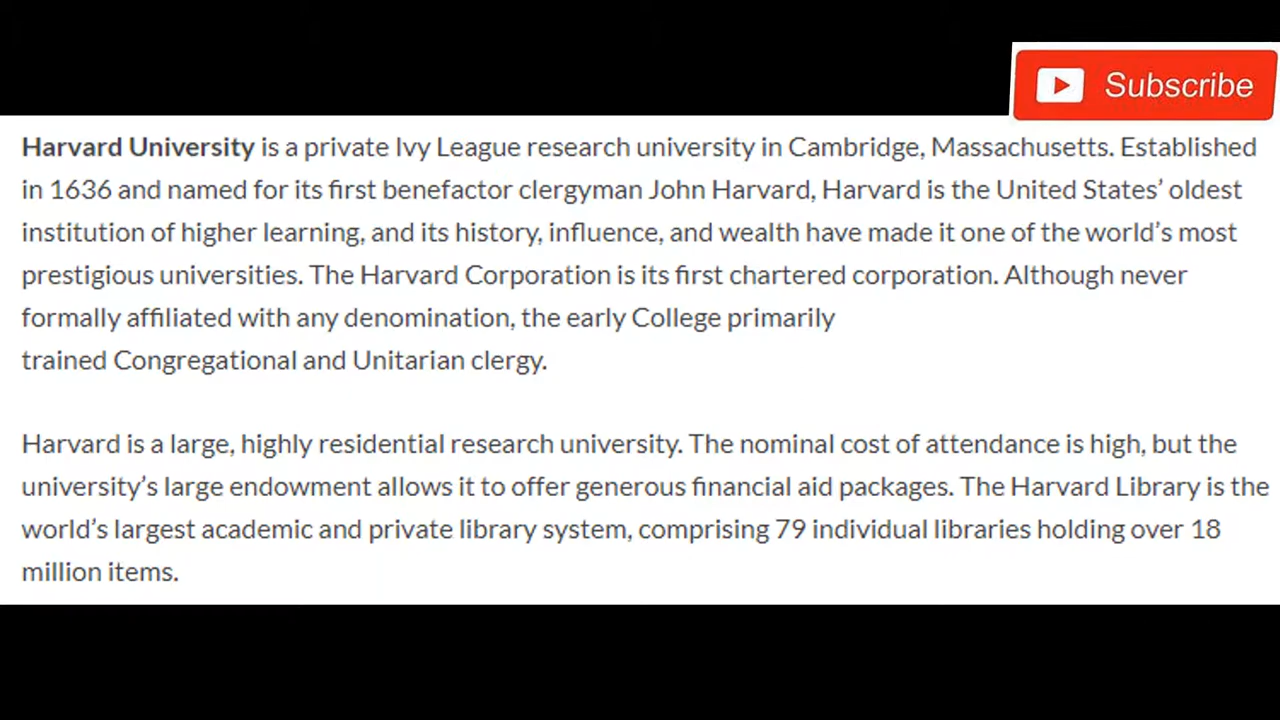 Subscribe
Harvard University is a private Ivy League research university in Cambridge, Massachusetts. Established
in 1636 and named for its first benefactor clergyman John Harvard, Harvard is the United States’ oldest
institution of higher learning, and its history, influence, and wealth have made it one of the world’s most
prestigious universities. The Harvard Corporation is its first chartered corporation. Although never
formally affiliated with any denomination, the early College primarily
trained Congregational and Unitarian clergy.
Harvard is a large, highly residential research university. The nominal cost of attendance is high, but the
university’s large endowment allows it to offer generous financial aid packages. The Harvard Library is the
world’s largest academic and private library system, comprising 79 individual libraries holding over 18
million items.